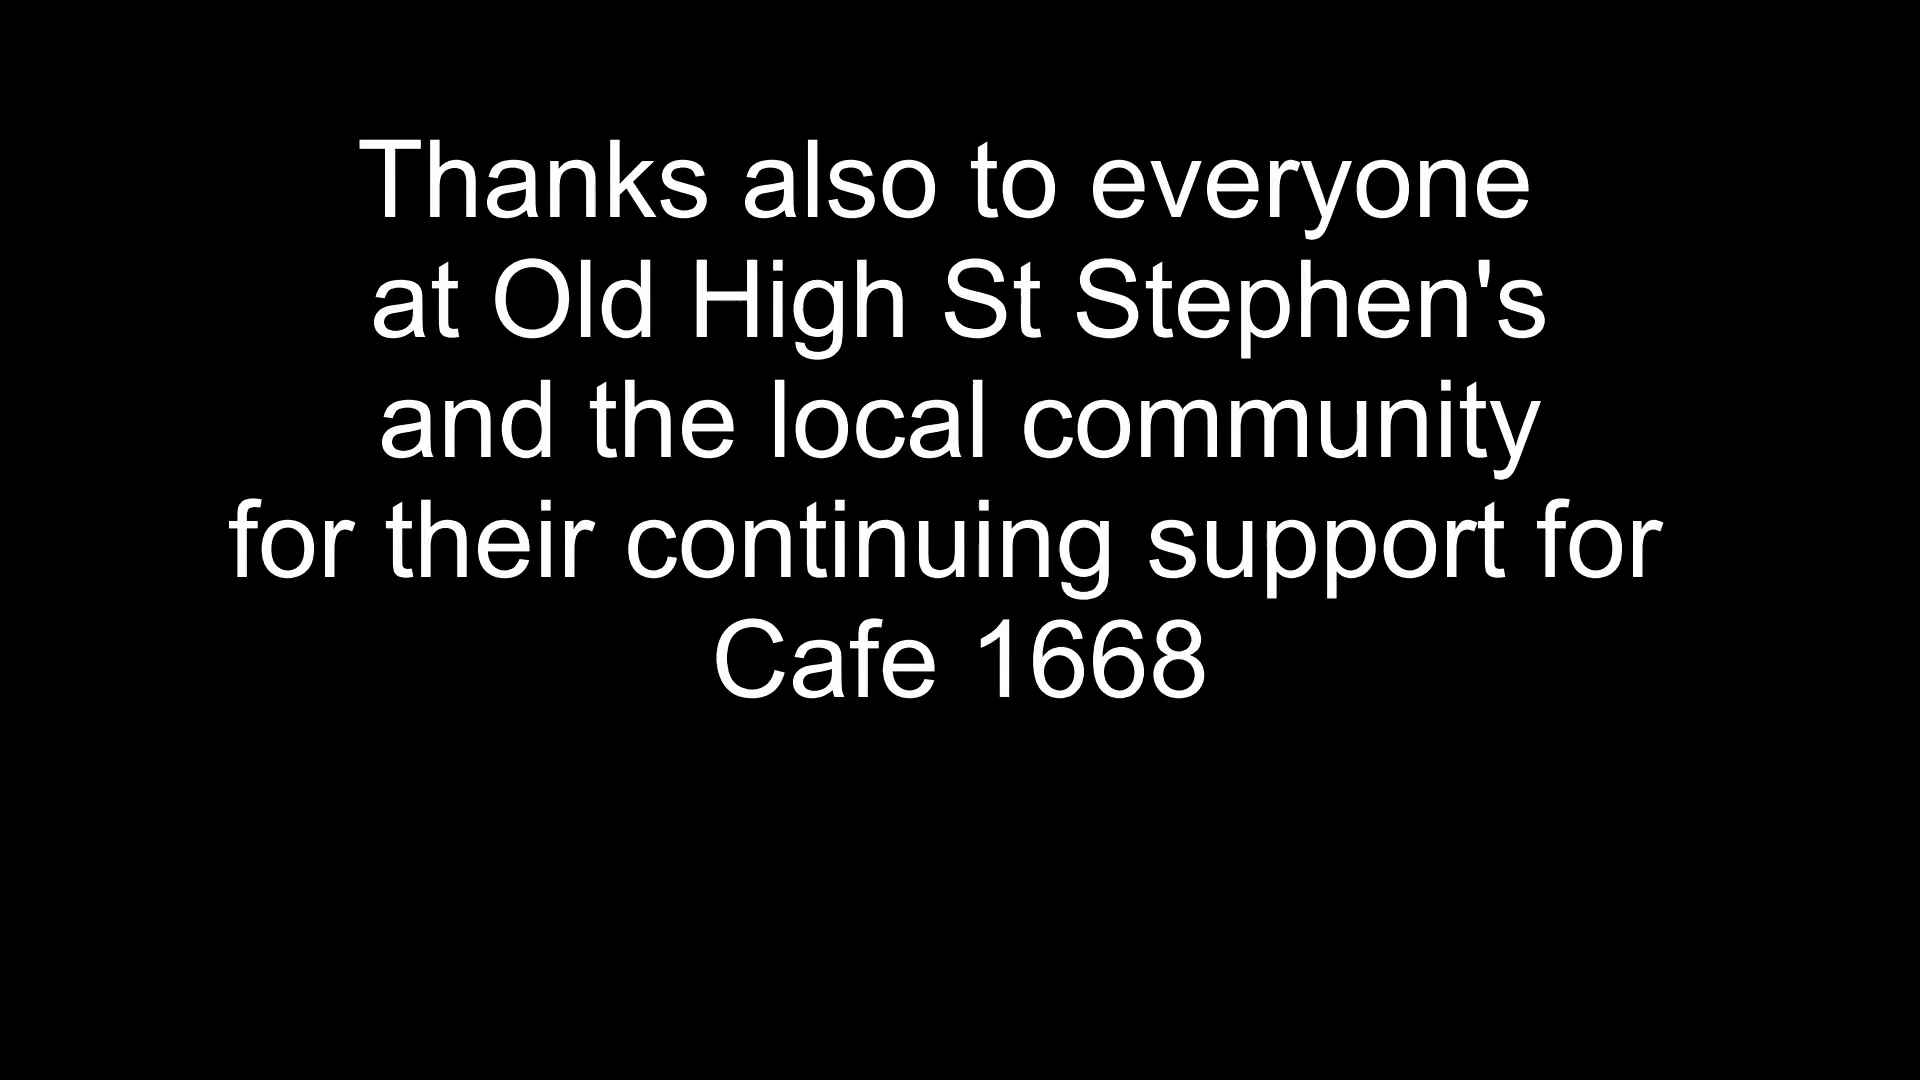 Thanks also to everyone
at Old High St Stephen's
and the local community
for their continuing support for
Cafe 1668